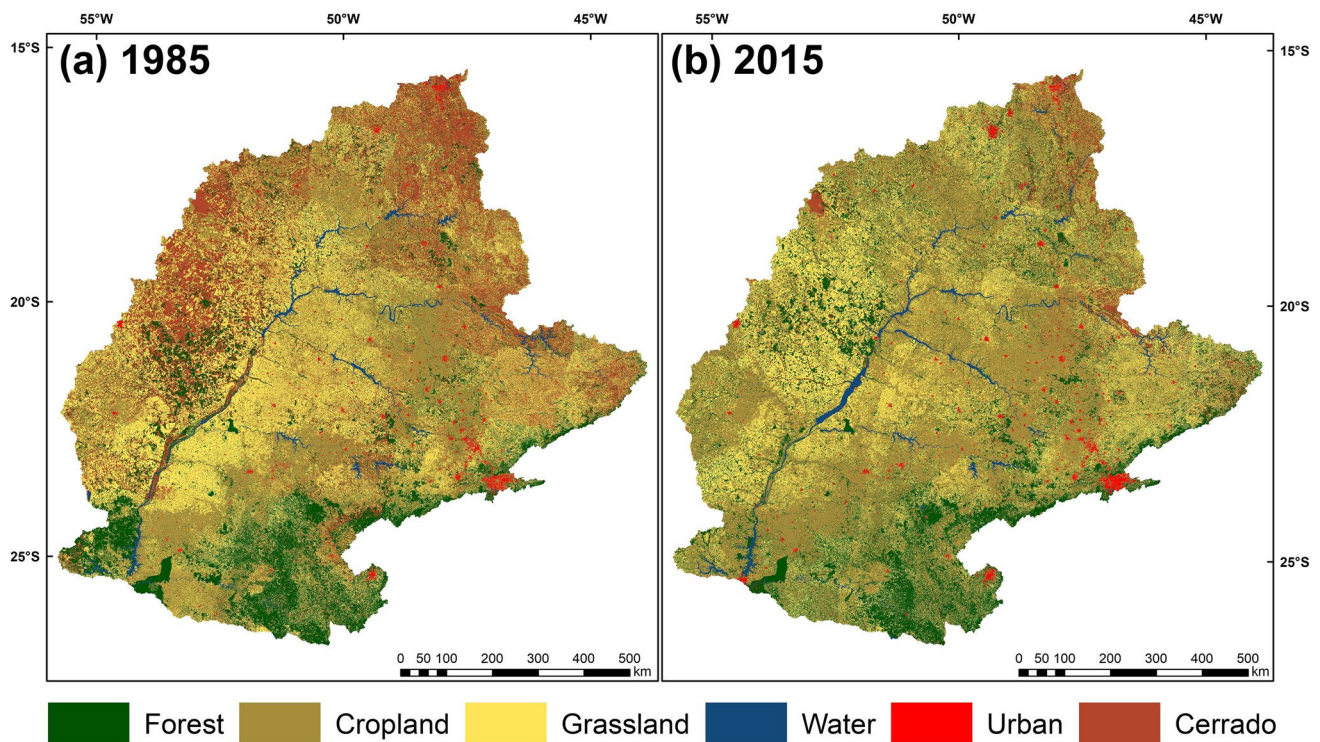 55°W 50°W 45°W 55°W 50°W 45°W
15°S (a) 1985 (b) 2015 15°S
20°S 20°S
25°S 25°S
0 50 100 200 300 400 500 km 0 50 100 200 300 400 500 km
Forest Cropland Grassland Water Urban Cerrado